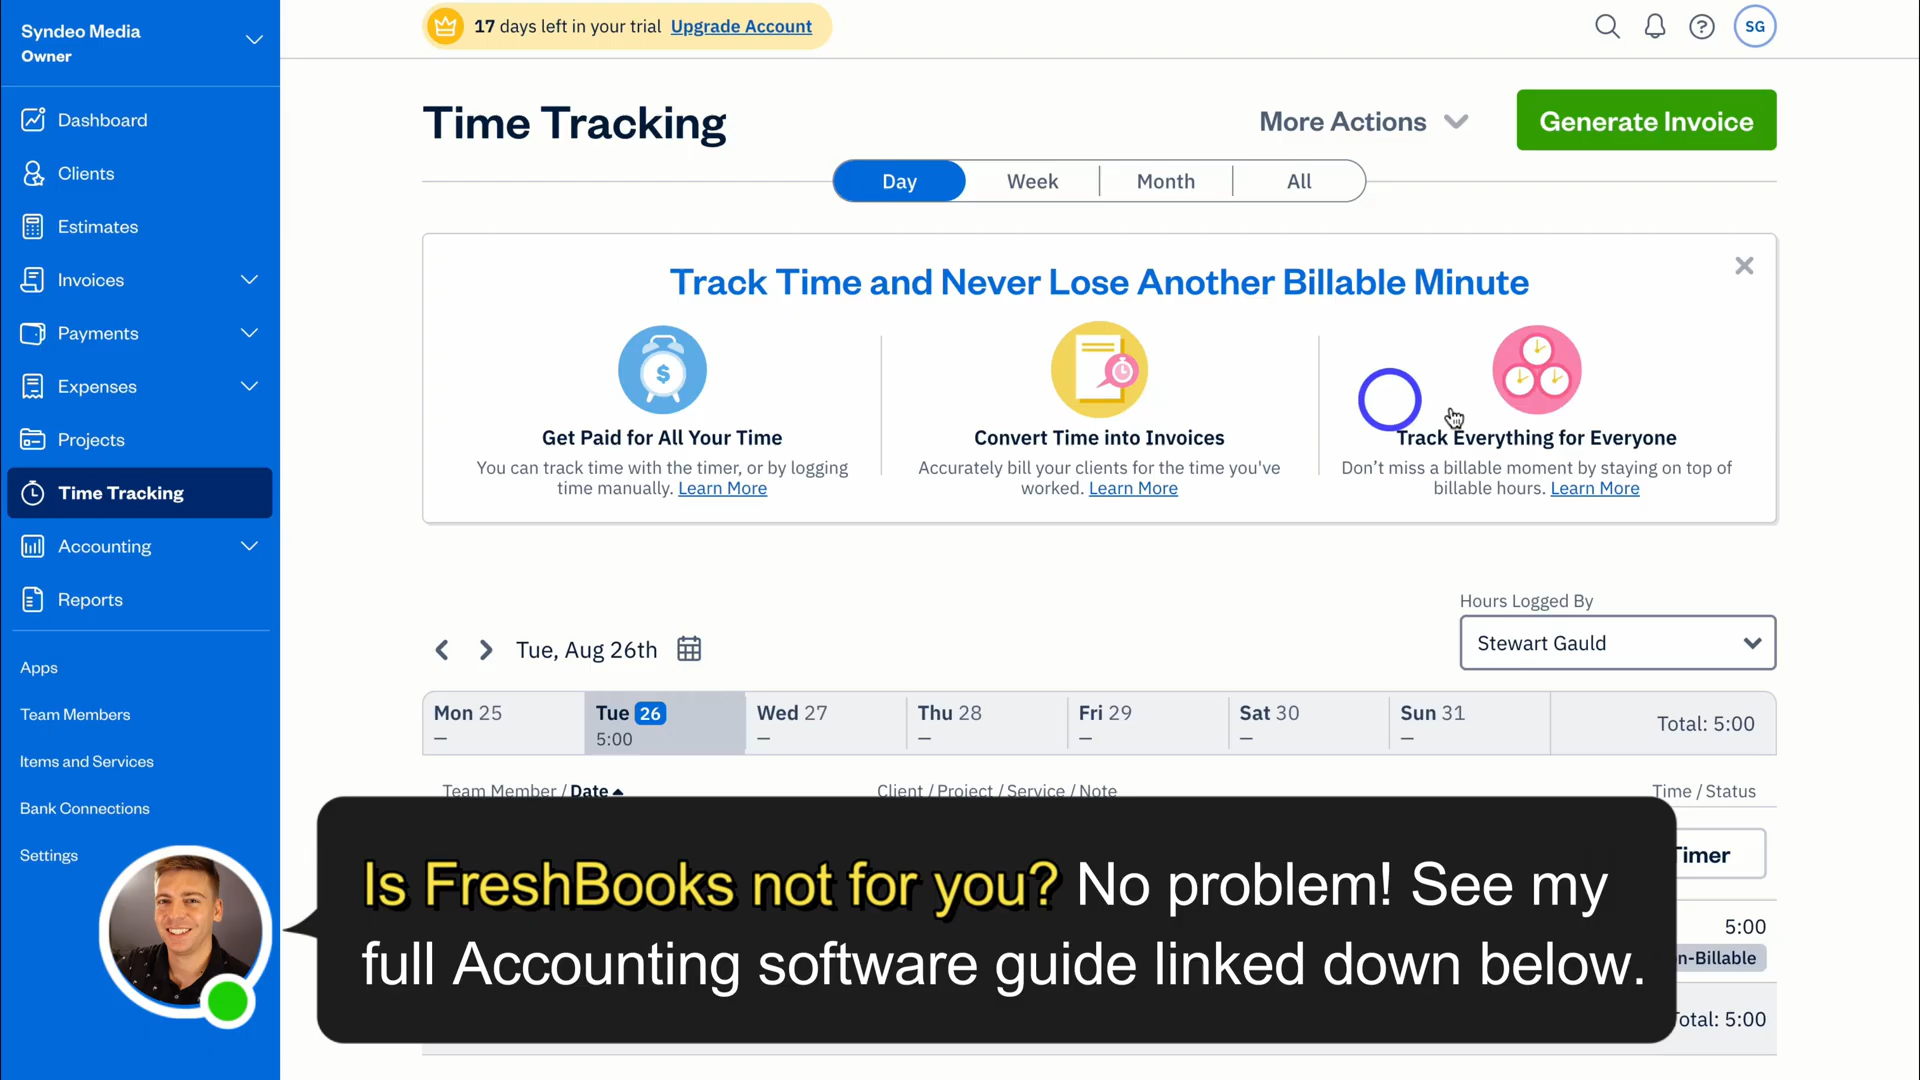 Syndeo Media
Owner
17 days left in your trial Upgrade Account
SG
Dashboard
Clients
Estimates
Invoices
Payments
Expenses
Projects
Time Tracking
Accounting
Reports
Apps
Team Members
Items and Services
Bank Connections
Settings
Time Tracking
More Actions
Generate Invoice
Day
Week
Month
All
Track Time and Never Lose Another Billable Minute
$
Get Paid for All Your Time
You can track time with the timer, or by logging
time manually. Learn More
Convert Time into Invoices
Accurately bill your clients for the time you've
worked. Learn More
Track Everything for Everyone
Don't miss a billable moment by staying on top of
billable hours. Learn More
Hours Logged By
Stewart Gauld
Tue, Aug 26th
Mon 25
–
Tue 26
5:00
Wed 27
–
Thu 28
–
Fri 29
–
Sat 30
–
Sun 31
–
Total: 5:00
Team Member / Date
Client / Project / Service / Note
Time / Status
Timer
5:00
n-Billable
Total: 5:00
Is FreshBooks not for you? No problem! See my
full Accounting software guide linked down below.